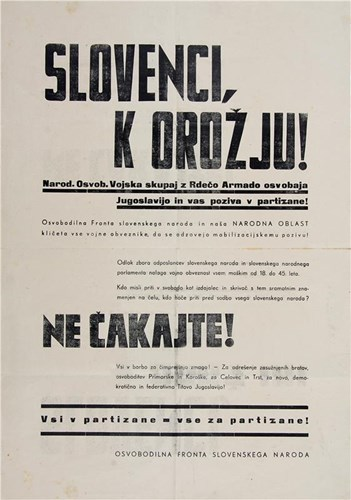 SLOVENCI,
K OROŽJU!
Narod. Osvob. Vojska skupaj z Rdečo Armado osvobaja
Jugoslavijo in vas poziva v partizane!
Osvobodilna Fronta slovenskega naroda in naša NARODNA OBLAST
kličeta vse vojne obveznike, da se odzovejo mobilizacijskemu pozivu!
Odlok zbora odposlancev slovenskega naroda in slovenskega narodnega
parlamenta nalaga vojno obveznost vsem moškim od 18. do 45. leta.
Kdo misli priti v svobodo kot izdajalec in skrivač s tem sramotnim zna-
menjem na čelu, kdo hoče priti pred sodbo vsega slovenskega naroda?
NE ČAKAJTE!
Vsi v borbo za čimprejšnjo zmago! — Za odrešenje zasužnjenih bratov,
osvoboditev Primorske in Koroške, za Celovec in Trst, za novo, demo-
kratično in federativno Titovo Jugoslavijo!
Vsi v partizane — vse za partizane!
OSVOBODILNA FRONTA SLOVENSKEGA NARODA